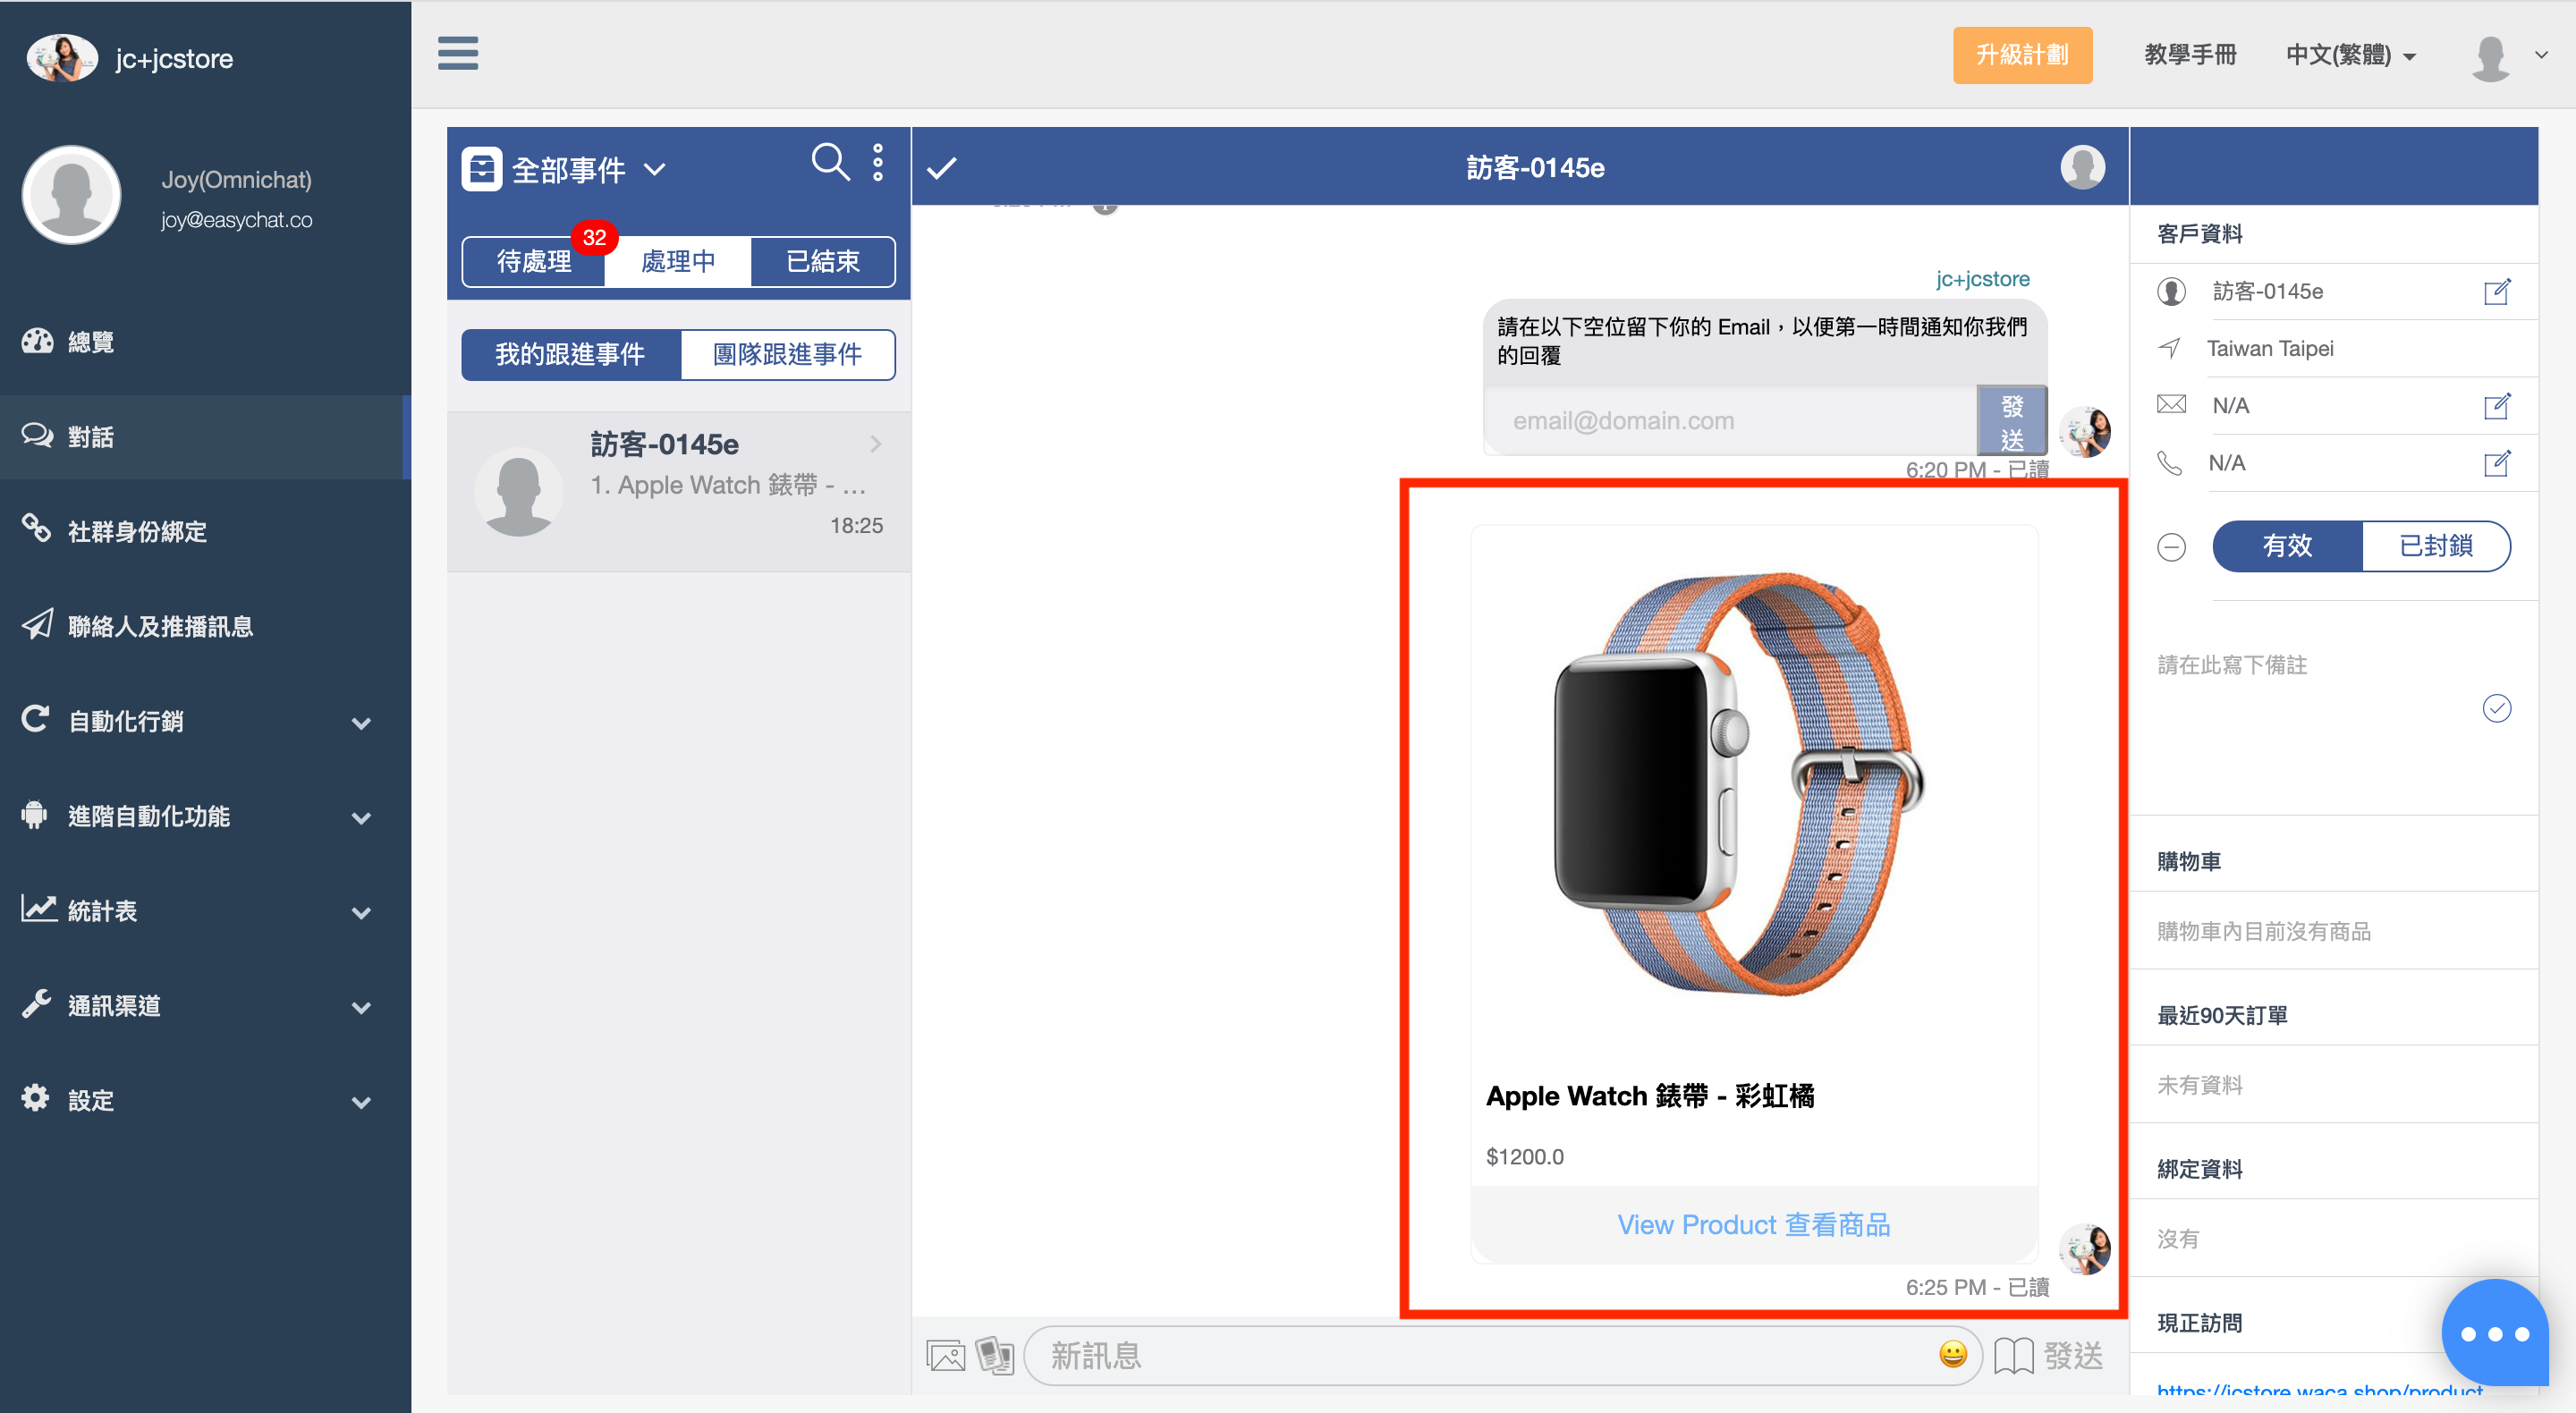 jc+jcstore
升級計劃
教學手冊
中文(繁體)
Joy(Omnichat)
joy@easychat.co
總覽
對話
社群身份綁定
聯絡人及推播訊息
自動化行銷
進階自動化功能
統計表
通訊渠道
設定
全部事件
待處理
32
處理中
已結束
我的跟進事件
團隊跟進事件
訪客-0145e
1. Apple Watch 錶帶 - …
18:25
訪客-0145e
jc+jcstore
請在以下空位留下你的 Email，以便第一時間通知你我們
的回覆
email@domain.com
發
送
6:20 PM - 已讀
Apple Watch 錶帶 - 彩虹橘
$1200.0
View Product 查看商品
6:25 PM - 已讀
新訊息
發送
客戶資料
訪客-0145e
Taiwan Taipei
N/A
N/A
有效
已封鎖
請在此寫下備註
購物車
購物車內目前沒有商品
最近90天訂單
未有資料
綁定資料
沒有
現正訪問
https://jcstore.waca.shop/product